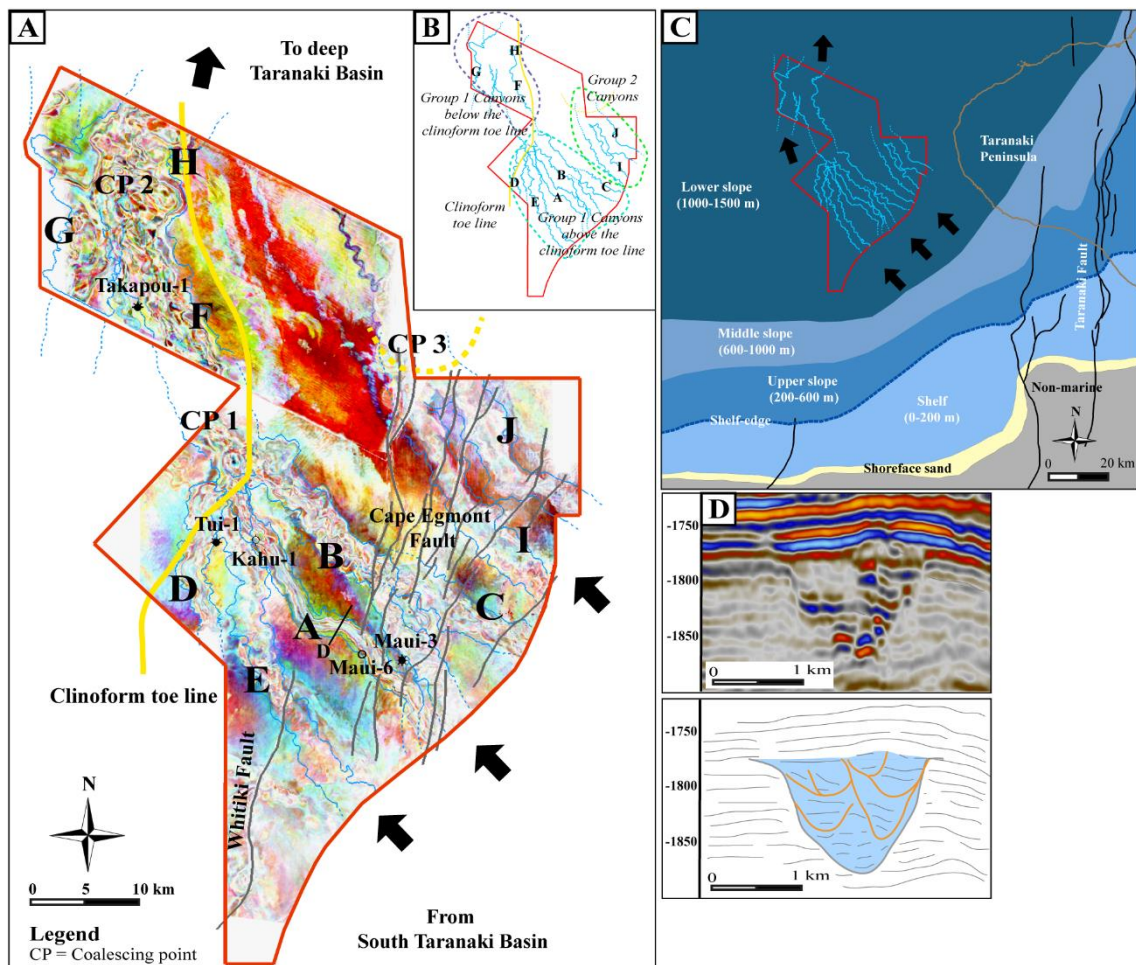 A
To deep
Taranaki Basin
H
CP 2
G
Takapou-1
F
CP 3
CP 1
J
Cape Egmont
Fault
Tui-1
Kahu-1
B
I
D
C
A
Maui-3
D
Maui-6
E
Clinoform toe line
Whitiki Fault
N
0 5 10 km
From
South Taranaki Basin
Legend
CP = Coalescing point
B
H
G
F
Group 1 Canyons
below the
clinoform toe line
Group 2
Canyons
J
I
B
C
D
A
E
Clinoform
toe line
Group 1 Canyons
above the
clinoform toe line
C
Taranaki
Peninsula
Lower slope
(1000-1500 m)
Taranaki Fault
Middle slope
(600-1000 m)
Upper slope
(200-600 m)
Shelf
(0-200 m)
Non-marine
Shelf-edge
N
Shoreface sand
0 20 km
D
-1750
-1800
-1850
0 1 km
-1750
-1800
-1850
0 1 km